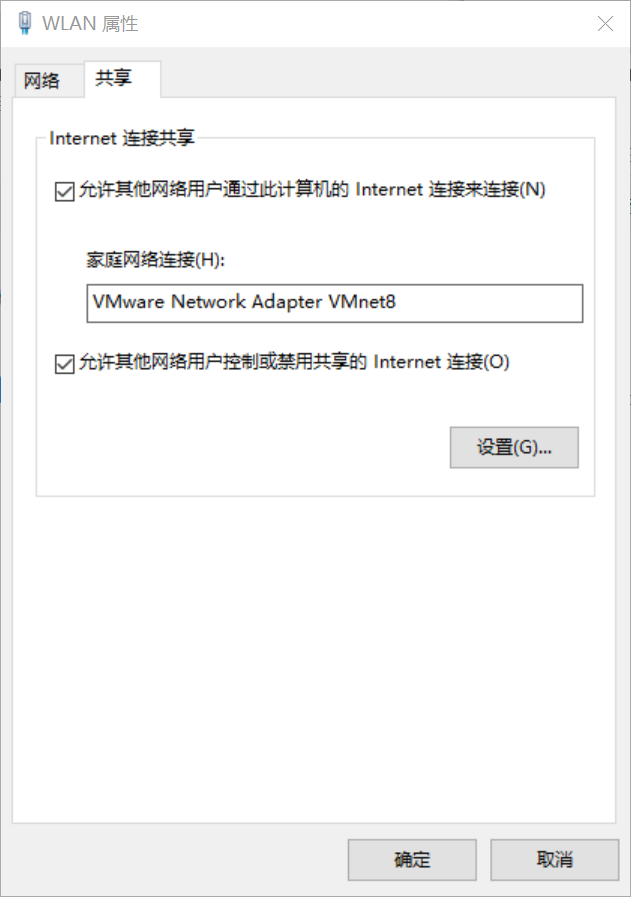 WLAN 属性
网络
共享
Internet 连接共享
允许其他网络用户通过此计算机的 Internet 连接来连接(N)
家庭网络连接(H):
VMware Network Adapter VMnet8
允许其他网络用户控制或禁用共享的 Internet 连接(O)
设置(G)...
确定
取消